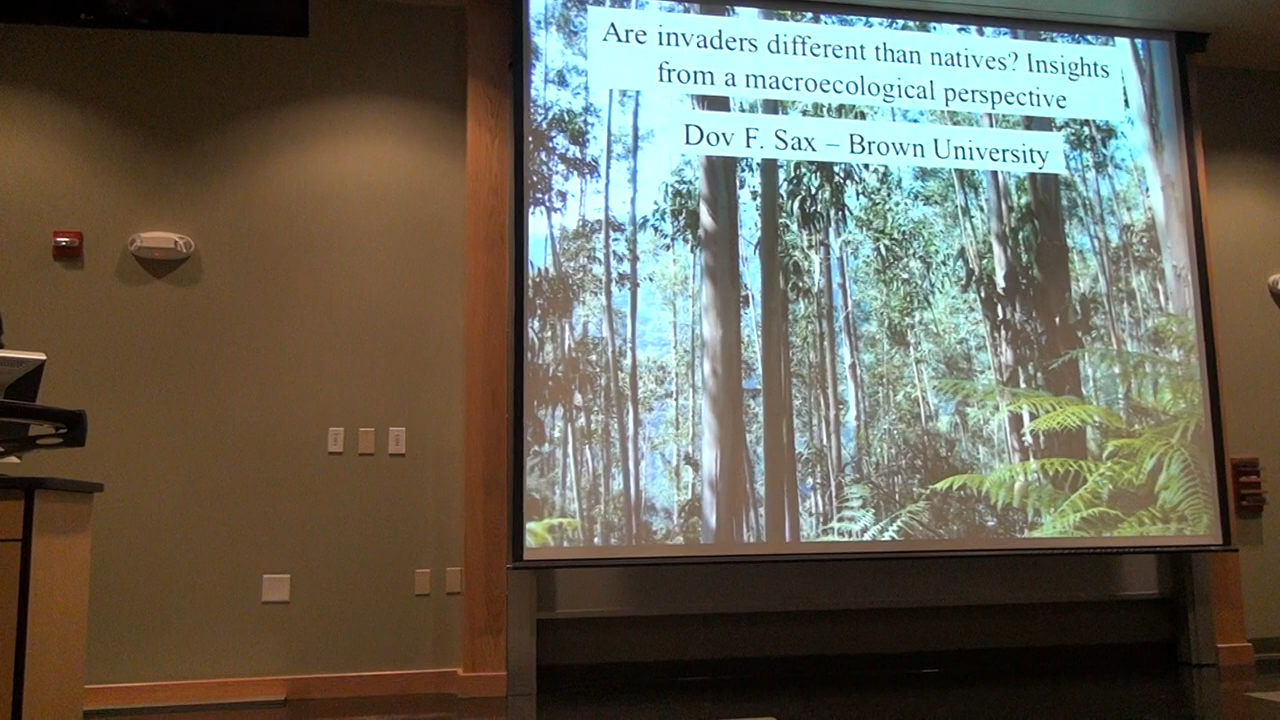 Are invaders different than natives? Insights
from a macroecological perspective
Dov F. Sax – Brown University